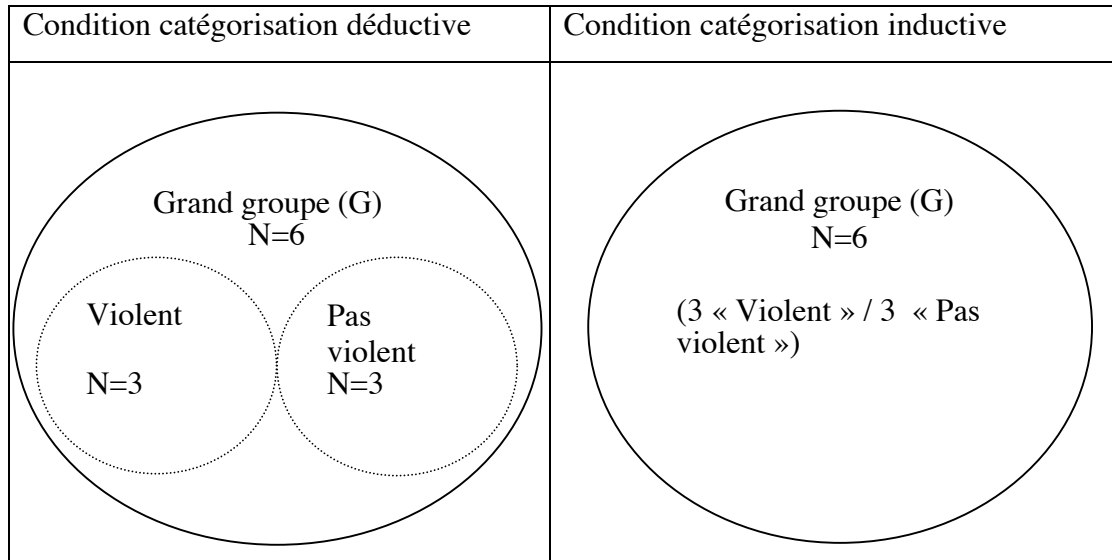 Condition catégorisation déductive
Condition catégorisation inductive
Grand groupe (G)
N=6
Violent
N=3
Pas
violent
N=3
Grand groupe (G)
N=6
(3 « Violent » / 3 « Pas
violent »)